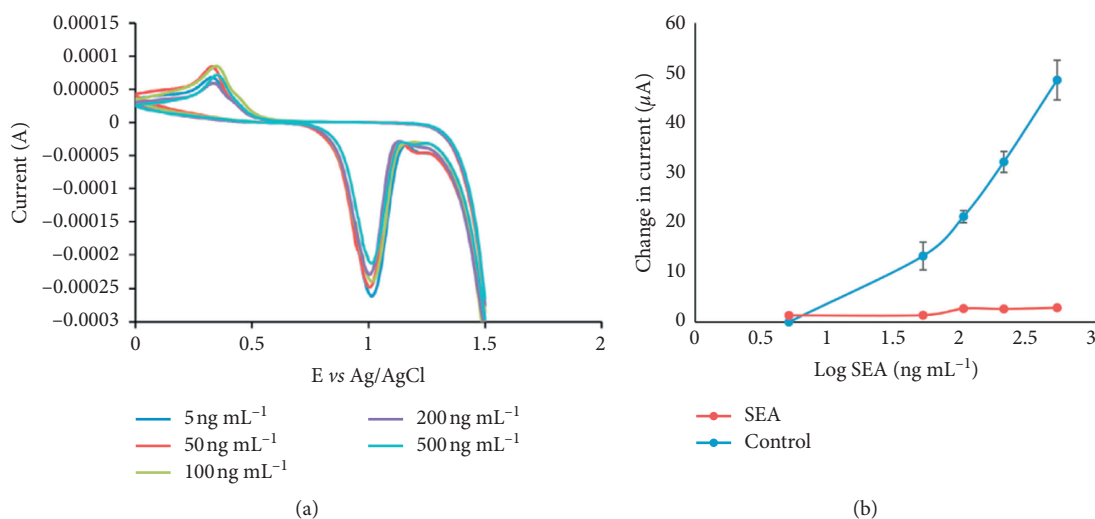 0.00015
0.0001
0.00005
0
–0.00005
–0.0001
–0.00015
–0.0002
–0.00025
–0.0003
Current (A)
0
0.5
1
1.5
2
E vs Ag/AgCl
5 ng mL–1
50 ng mL–1
100 ng mL–1
200 ng mL–1
500 ng mL–1
(a)
60
50
40
30
20
10
0
Change in current (µA)
0
0.5
1
1.5
2
2.5
3
Log SEA (ng mL–1)
SEA
Control
(b)